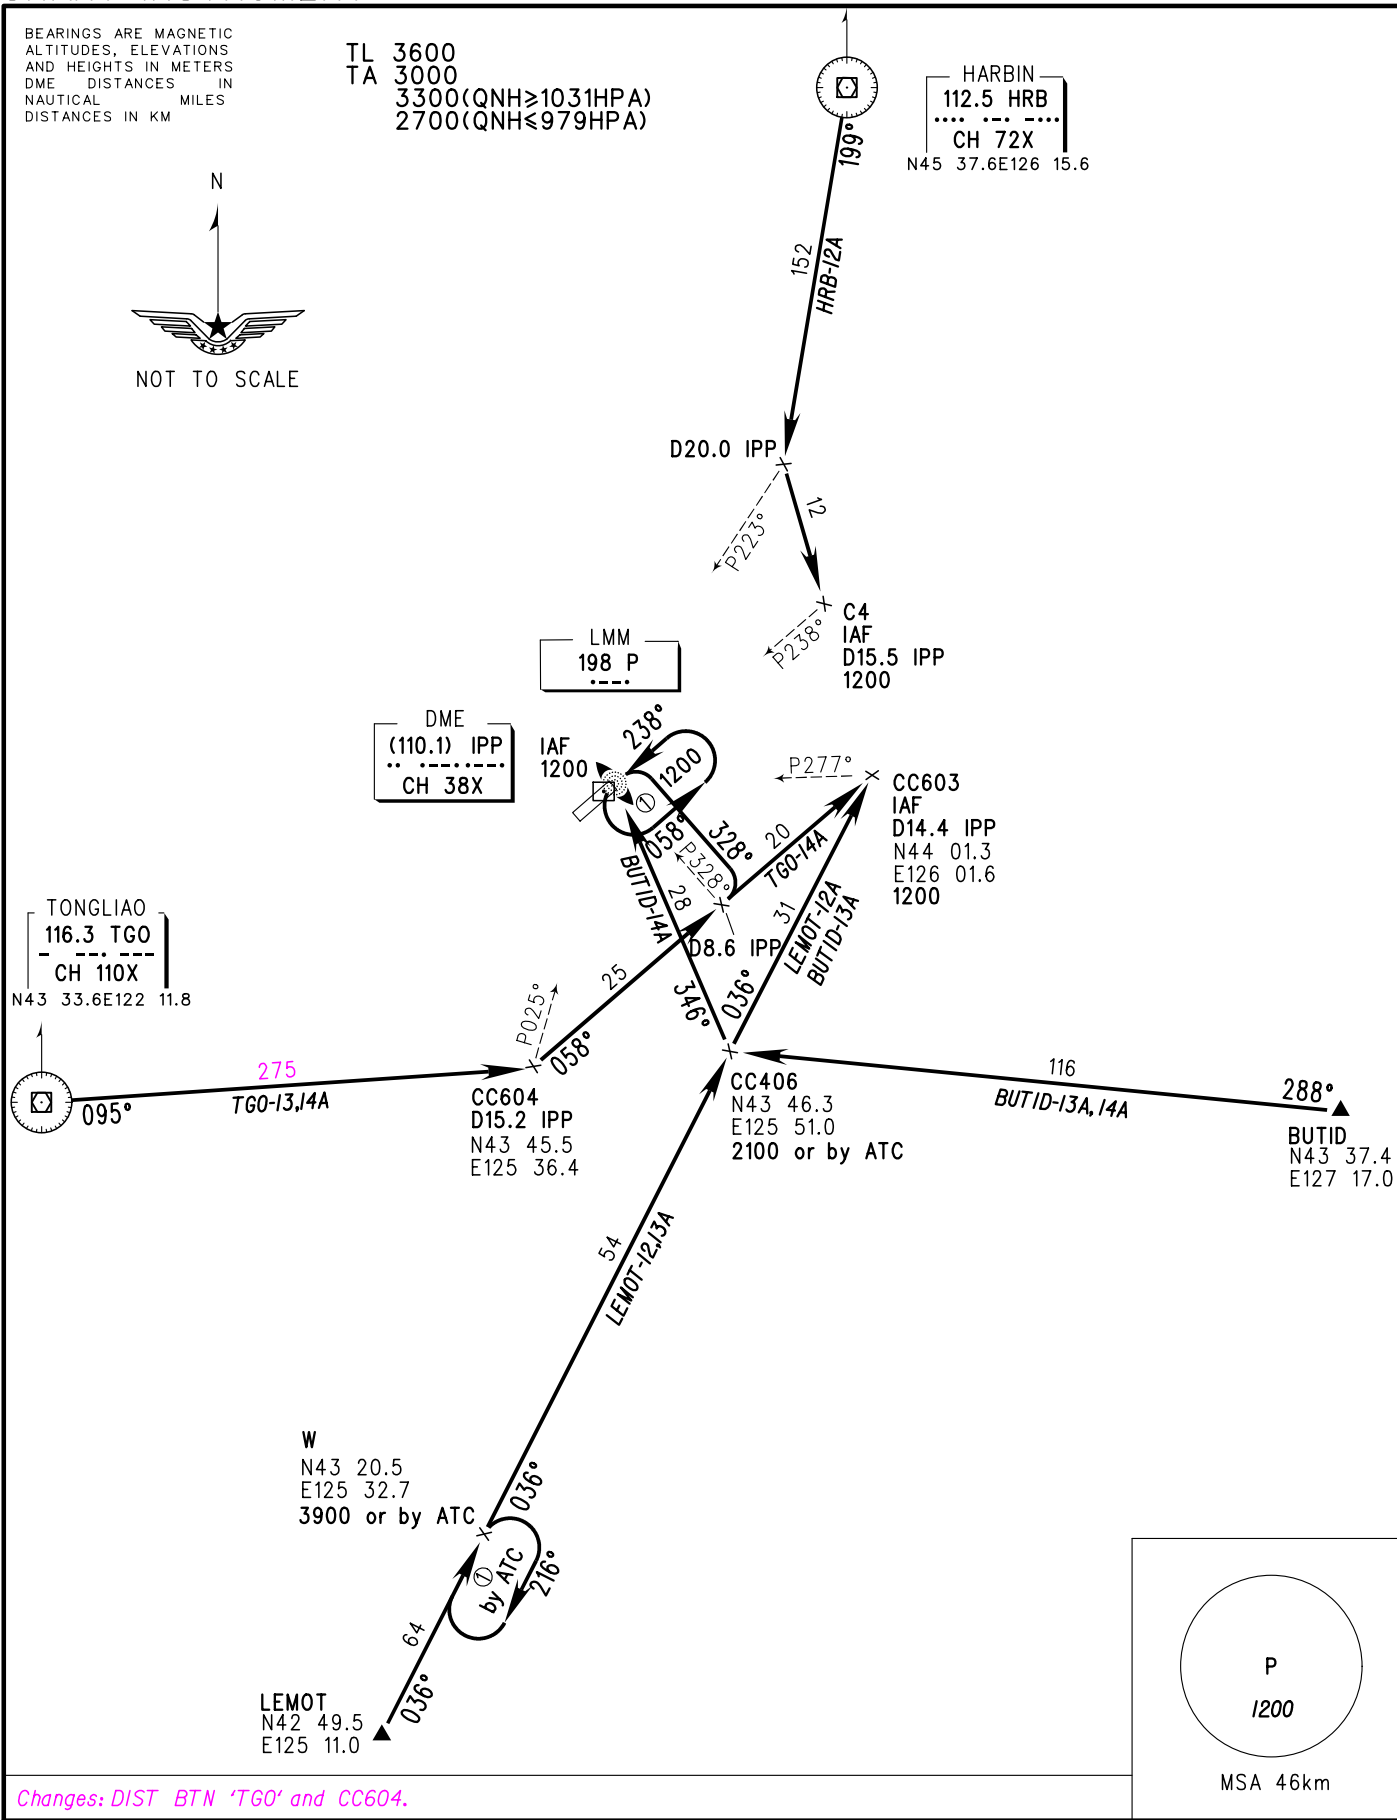 BEARINGS ARE MAGNETIC
ALTITUDES, ELEVATIONS
AND HEIGHTS IN METERS
DME DISTANCES IN
NAUTICAL MILES
DISTANCES IN KM
TL 3600
TA 3000
3300(QNH≥1031HPA)
2700(QNH≤979HPA)
HARBIN
112.5 HRB
CH 72X
N45 37.6E126 15.6
N
NOT TO SCALE
199°
152
HRB-12A
D20.0 IPP
12
P223°
P238°
C4
IAF
D15.5 IPP
1200
LMM
198 P
DME
(110.1) IPP
CH 38X
IAF
1200
238°
1200
1
058°
328°
P328°
P277°
CC603
IAF
D14.4 IPP
N44 01.3
E126 01.6
1200
20
TGO-14A
BUTID-14A
28
D8.6 IPP
31
LEMOT-12A
BUTID-13A
346°
036°
TONGLIAO
116.3 TGO
CH 110X
N43 33.6E122 11.8
095°
275
TGO-13,14A
P025°
25
058°
CC604
D15.2 IPP
N43 45.5
E125 36.4
CC406
N43 46.3
E125 51.0
2100 or by ATC
116
BUTID-13A,14A
288°
BUTID
N43 37.4
E127 17.0
54
LEMOT-12,13A
W
N43 20.5
E125 32.7
3900 or by ATC
036°
1
by ATC
216°
64
036°
LEMOT
N42 49.5
E125 11.0
P
1200
MSA 46km
Changes: DIST BTN 'TGO' and CC604.